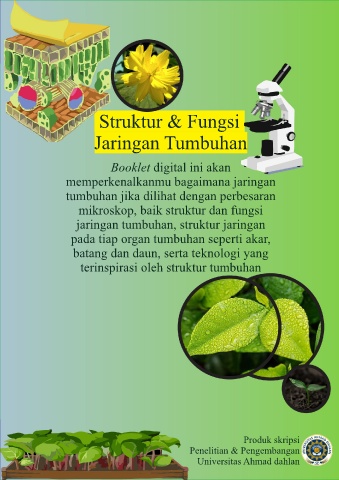 Struktur & Fungsi
Jaringan Tumbuhan
Booklet digital ini akan
memperkenalkanmu bagaimana jaringan
tumbuhan jika dilihat dengan perbesaran
mikroskop, baik struktur dan fungsi
jaringan tumbuhan, struktur jaringan
pada tiap organ tumbuhan seperti akar,
batang dan daun, serta teknologi yang
terinspirasi oleh struktur tumbuhan
Produk skripsi
Penelitian & Pengembangan
Universitas Ahmad dahlan